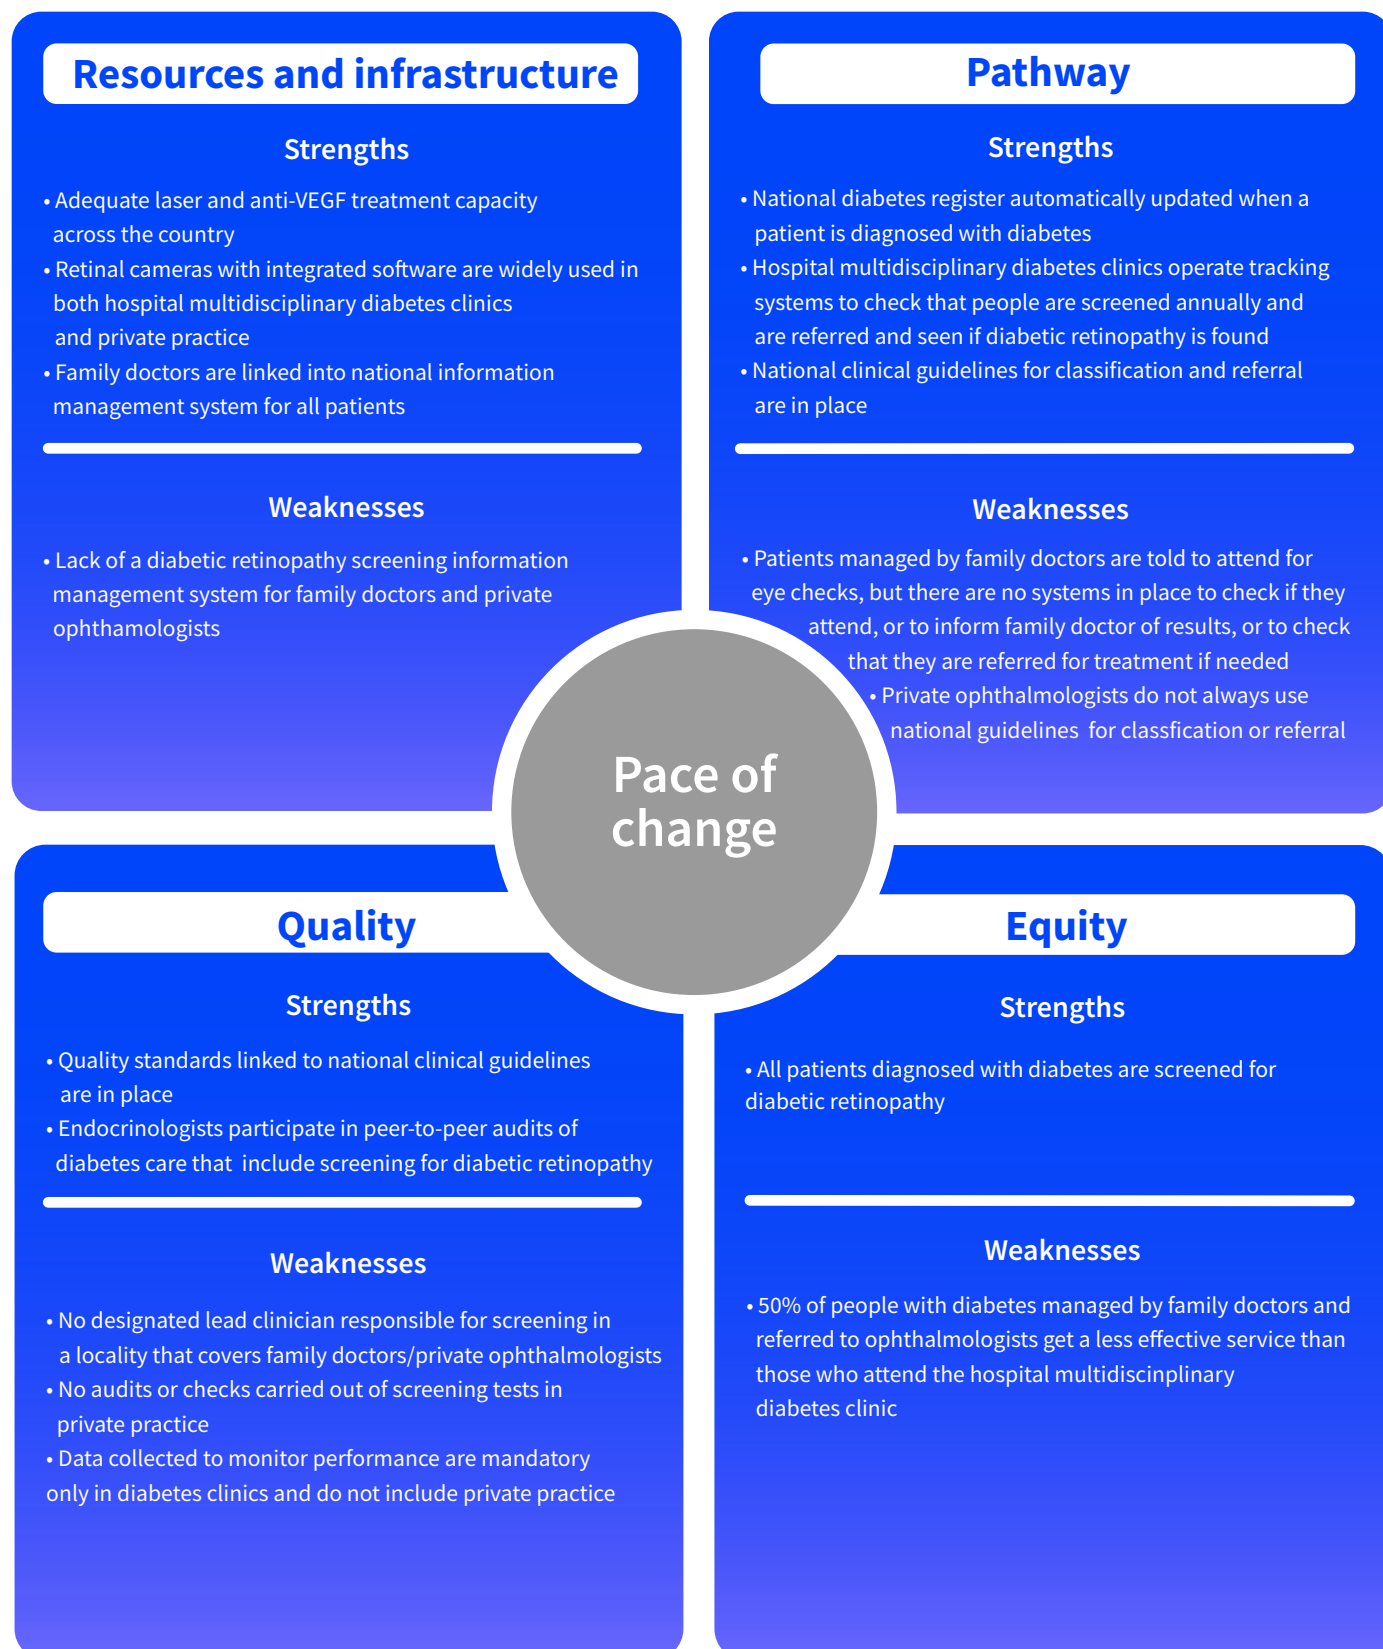 Resources and infrastructure
Strengths
• Adequate laser and anti-VEGF treatment capacity
across the country
• Retinal cameras with integrated software are widely used in
both hospital multidisciplinary diabetes clinics
and private practice
• Family doctors are linked into national information
management system for all patients
Weaknesses
• Lack of a diabetic retinopathy screening information
management system for family doctors and private
ophthamologists
Pathway
Strengths
• National diabetes register automatically updated when a
patient is diagnosed with diabetes
• Hospital multidisciplinary diabetes clinics operate tracking
systems to check that people are screened annually and
are referred and seen if diabetic retinopathy is found
• National clinical guidelines for classification and referral
are in place
Weaknesses
• Patients managed by family doctors are told to attend for
eye checks, but there are no systems in place to check if they
attend, or to inform family doctor of results, or to check
that they are referred for treatment if needed
• Private ophthalmologists do not always use
national guidelines  for classfication or referral
Pace of
change
Quality
Strengths
• Quality standards linked to national clinical guidelines
are in place
• Endocrinologists participate in peer-to-peer audits of
diabetes care that  include screening for diabetic retinopathy
Weaknesses
• No designated lead clinician responsible for screening in
a locality that covers family doctors/private ophthalmologists
• No audits or checks carried out of screening tests in
private practice
• Data collected to monitor performance are mandatory
only in diabetes clinics and do not include private practice
Equity
Strengths
• All patients diagnosed with diabetes are screened for
diabetic retinopathy
Weaknesses
• 50% of people with diabetes managed by family doctors and
referred to ophthalmologists get a less effective service than
those who attend the hospital multidiscinplinary
diabetes clinic